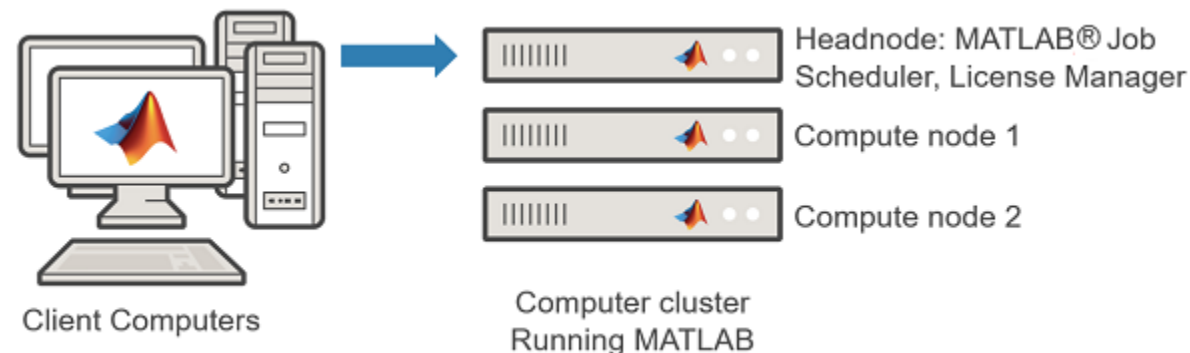 Headnode: MATLAB® Job
Scheduler, License Manager
Compute node 1
Compute node 2
Client Computers
Computer cluster
Running MATLAB